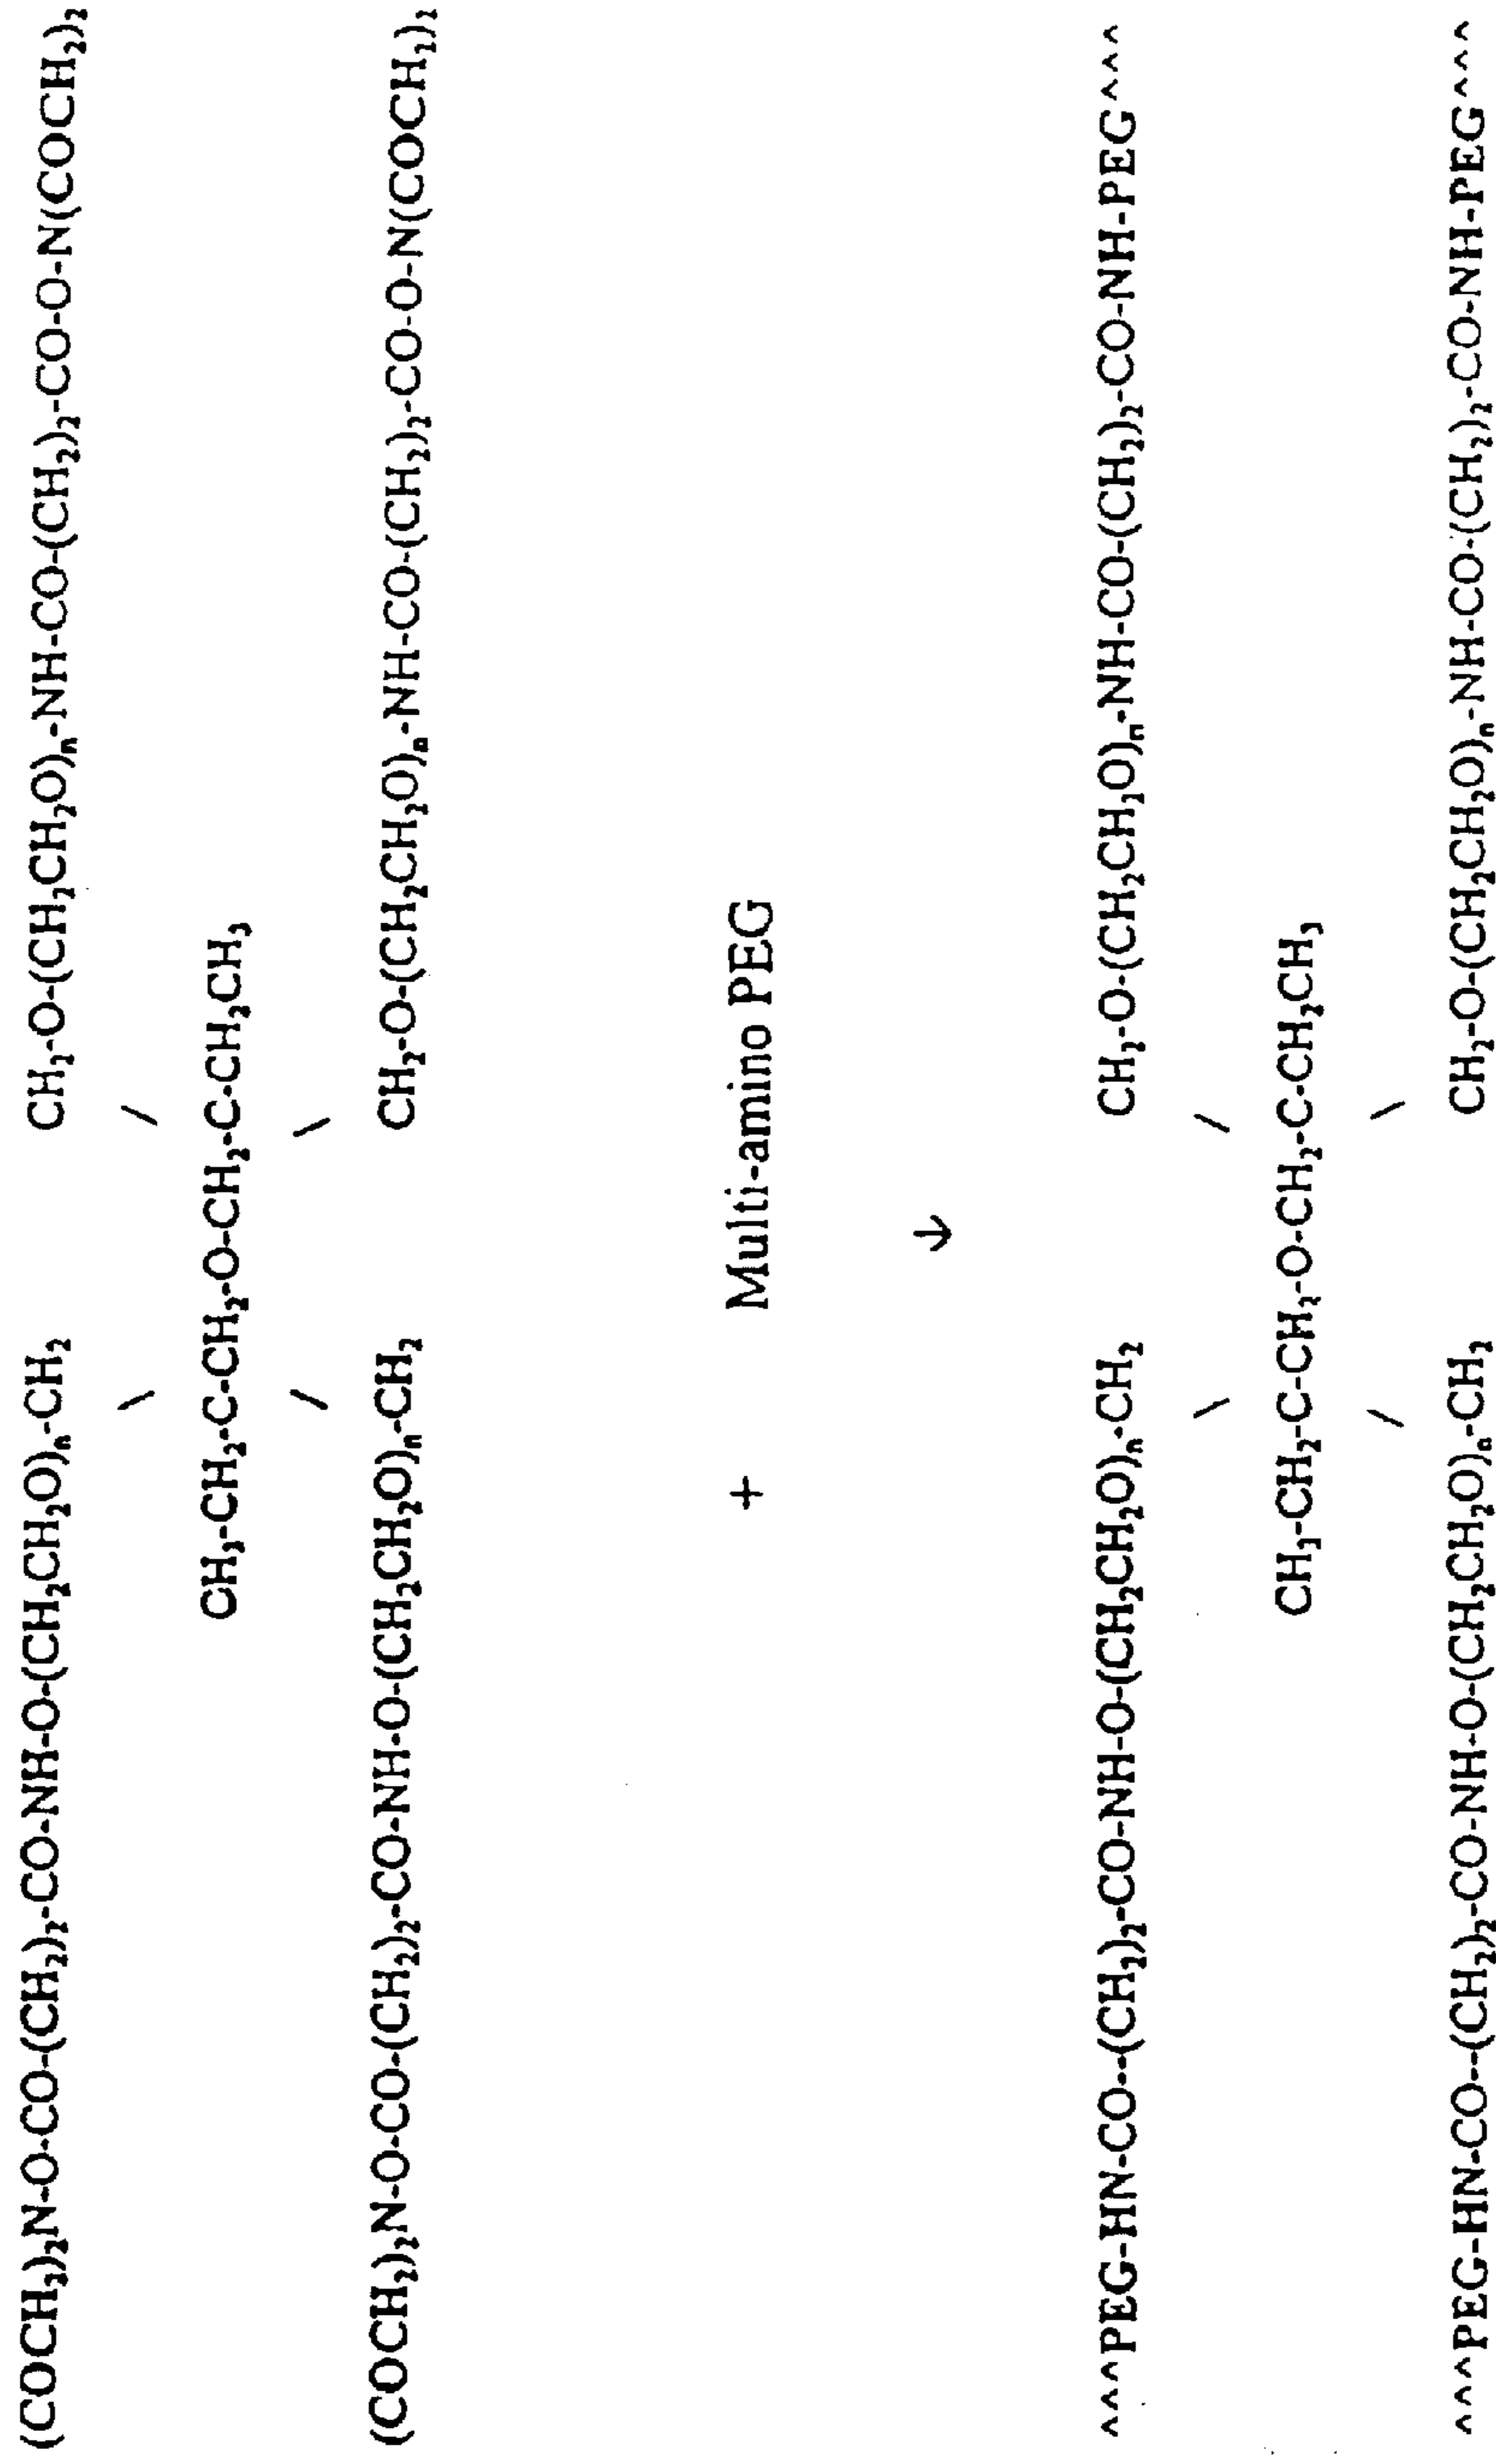 (COCH₂)₂N-O-CO-(CH₂)₂-CO-NH-O-(CH₂CH₂O)ₙ-CH₂ CH₂-O-(CH₂CH₂O)ₙ-NH-CO-(CH₂)₂-CO-O-N(COCH₂)₂
\ /
CH₃-CH₂-C-CH₂-O-CH₂-C-CH₂CH₃
/ \
(COCH₂)₂N-O-CO-(CH₂)₂-CO-NH-O-(CH₂CH₂O)ₙ-CH₂ CH₂-O-(CH₂CH₂O)ₙ-NH-CO-(CH₂)₂-CO-O-N(COCH₂)₂
+ Multi-amino PEG
↓
^^^PEG-HN-CO--(CH₂)₂-CO-NH-O-(CH₂CH₂O)ₙ-CH₂ CH₂-O-(CH₂CH₂O)ₙ-NH-CO-(CH₂)₂-CO-NH-PEG^^^
\ /
CH₃-CH₂-C-CH₂-O-CH₂-C-CH₂CH₃
/ \
^^^PEG-HN-CO--(CH₂)₂-CO-NH-O-(CH₂CH₂O)ₙ-CH₂ CH₂-O-(CH₂CH₂O)ₙ-NH-CO-(CH₂)₂-CO-NH-PEG^^^